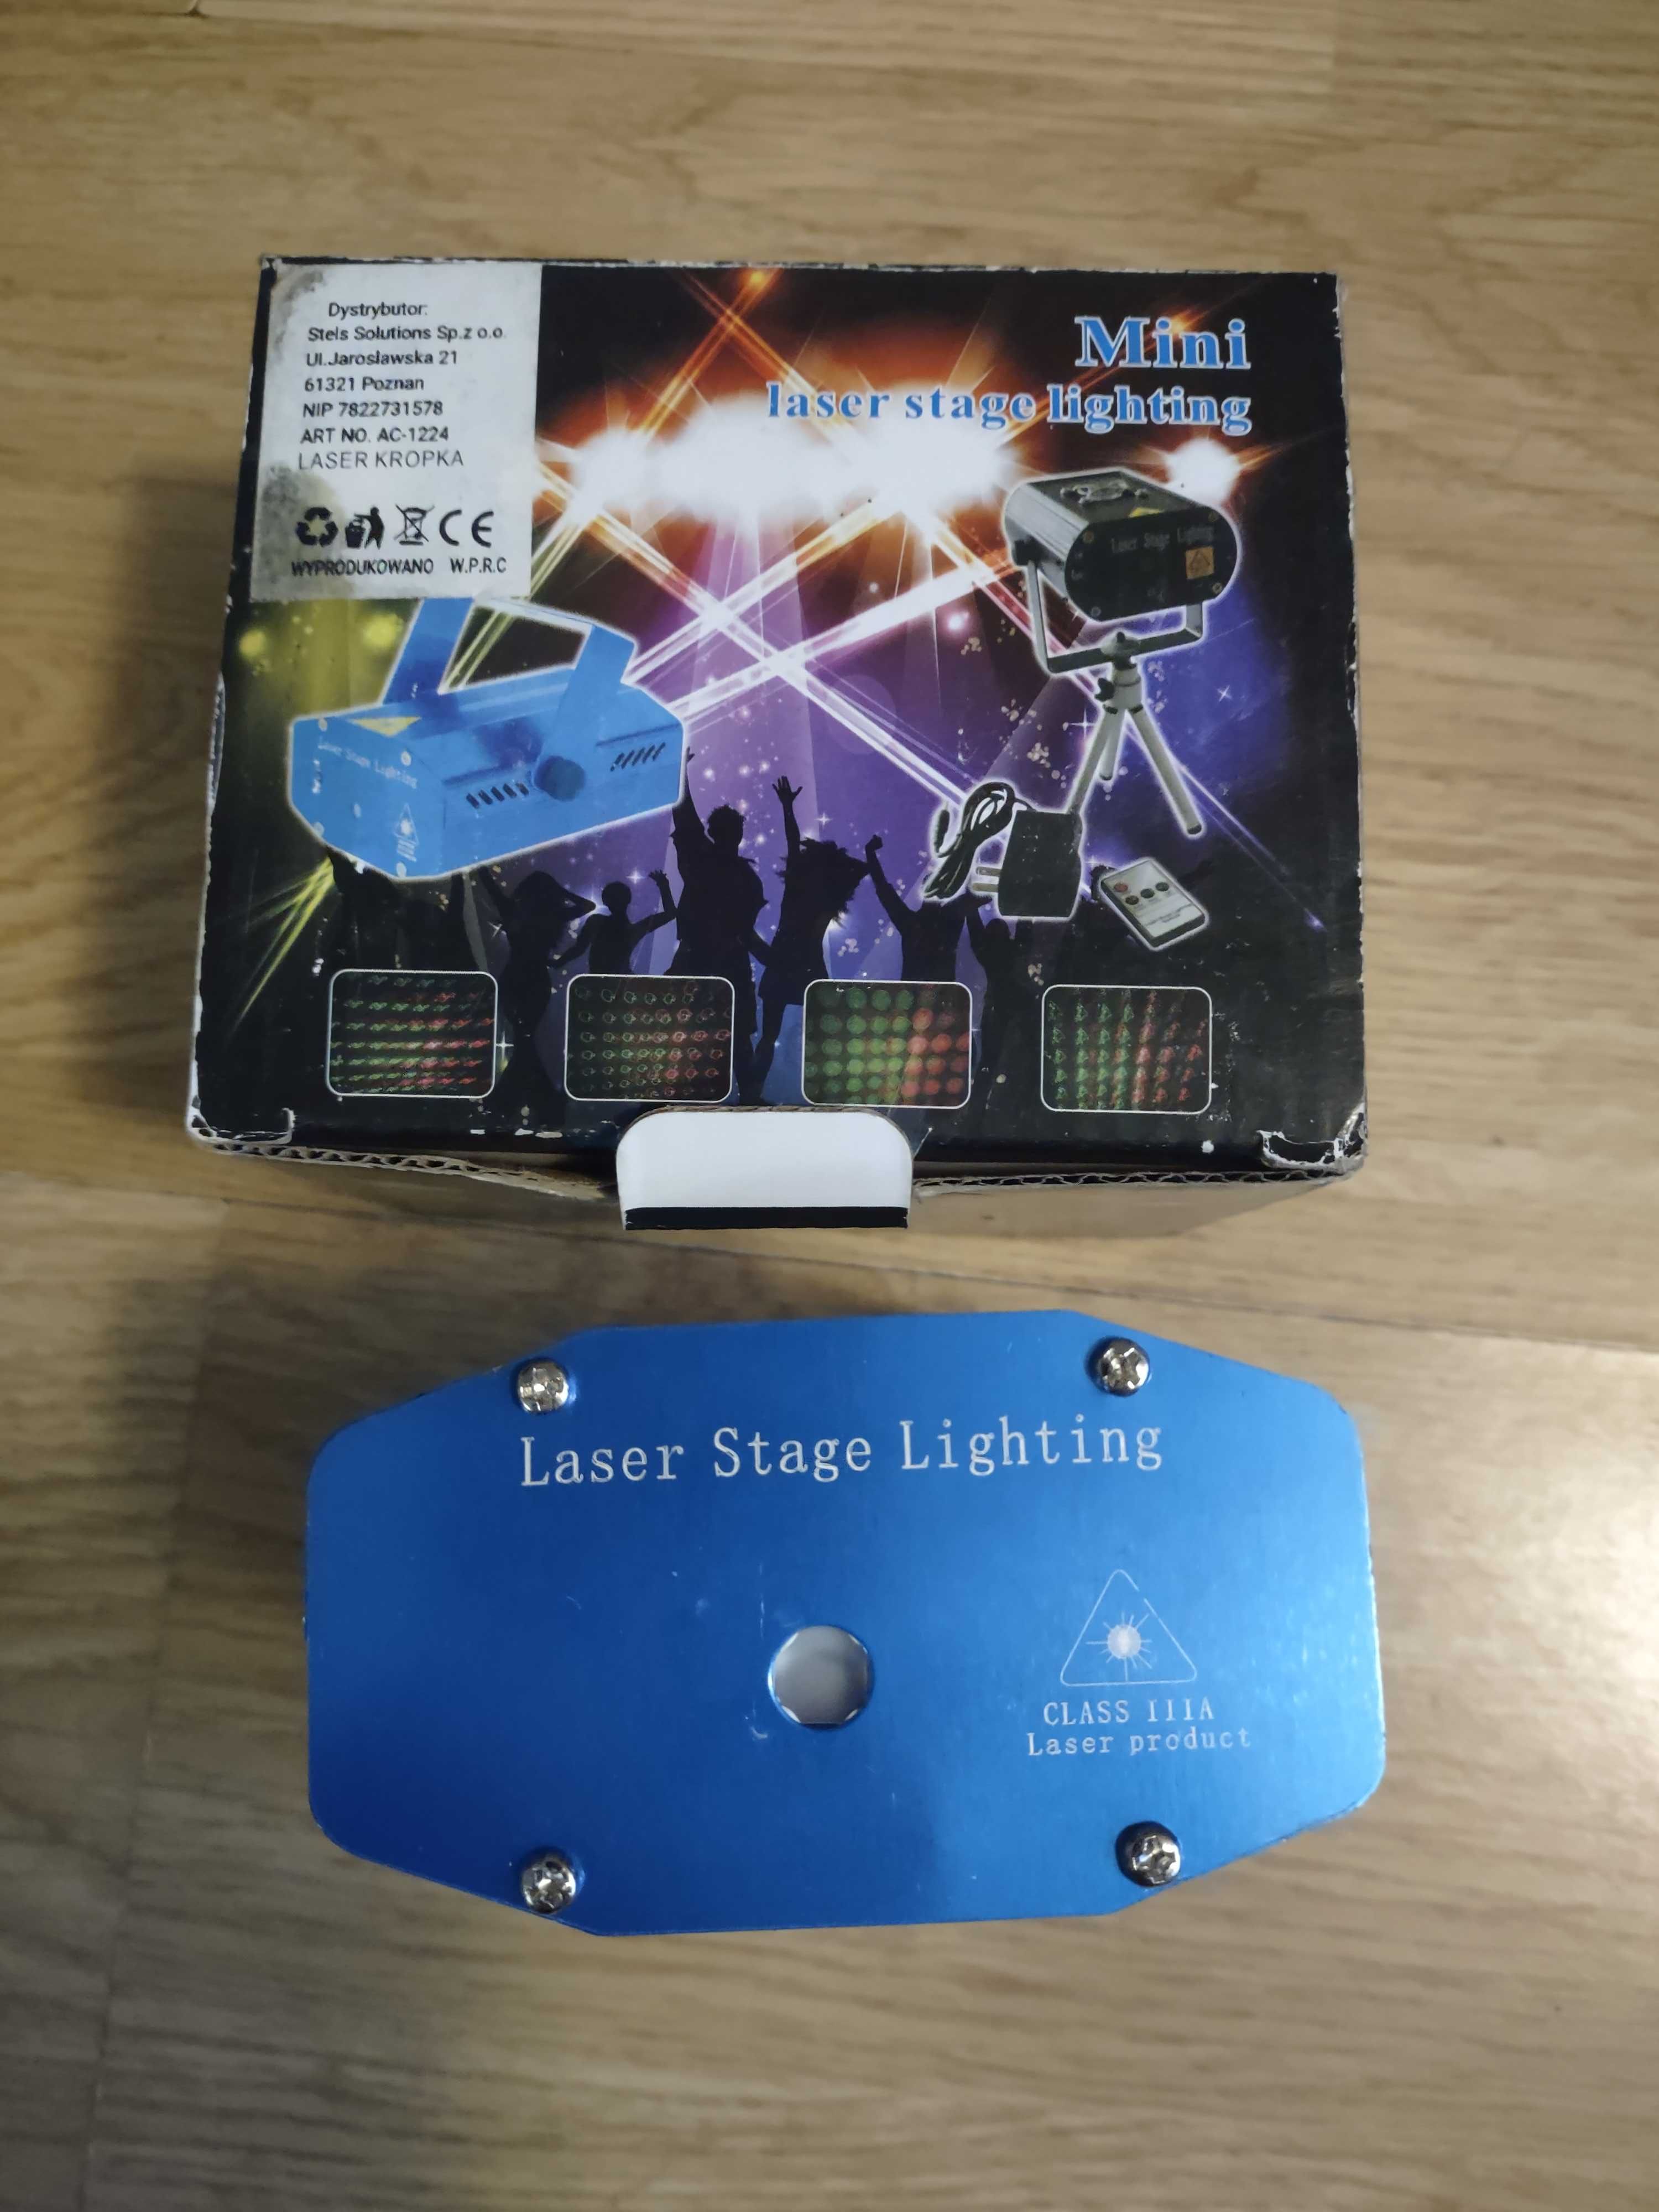 Dystrybutor:
Stels Solutions Sp.z o.o.
Ul.Jarosławska 21
61321 Poznan
NIP 7822731578
ART NO. AC-1224
LASER KROPKA
CE
WYPRODUKOWANO W.P.R.C
Mini
laser stage lighting
Laser Stage Lighting
Laser Stage Lighting
Laser Stage Lighting
CLASS IIIA
Laser product